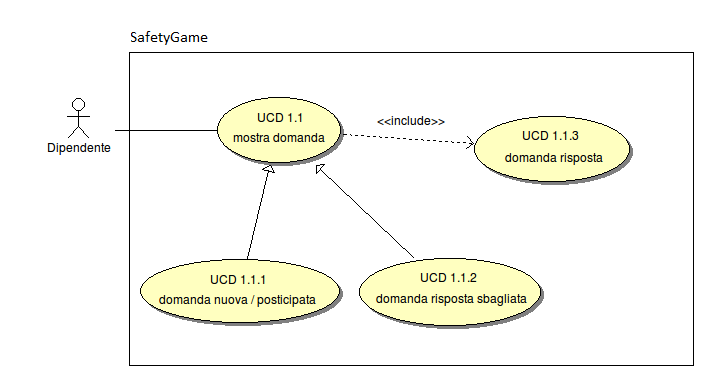 SafetyGame
Dipendente
UCD 1.1
mostra domanda
<<include>>
UCD 1.1.3
domanda risposta
UCD 1.1.1
domanda nuova / posticipata
UCD 1.1.2
domanda risposta sbagliata